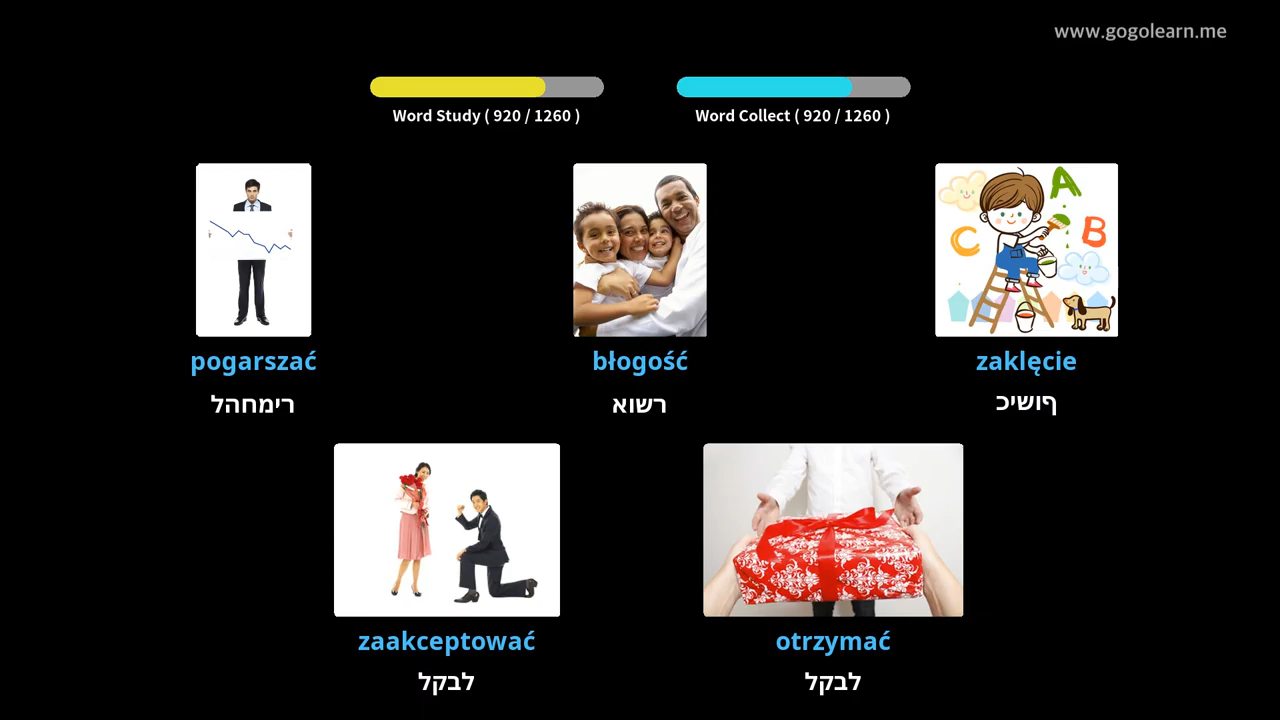 www.gogolearn.me
Word Study ( 920 / 1260 )
Word Collect ( 920 / 1260 )
pogarszać
רימחהל
błogość
רשוא
zaklęcie
ףושיכ
A
B
C
zaakceptować
לבקל
otrzymać
לבקל